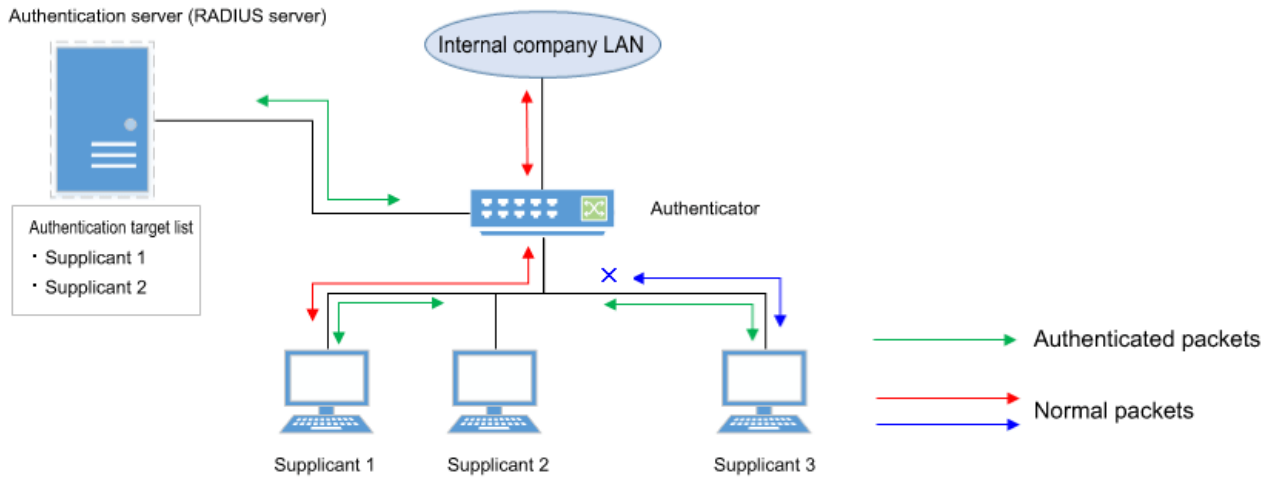 Authentication server (RADIUS server)
Internal company LAN
Authenticator
Authentication target list
・ Supplicant 1
・ Supplicant 2
×
Authenticated packets
Normal packets
Supplicant 1
Supplicant 2
Supplicant 3